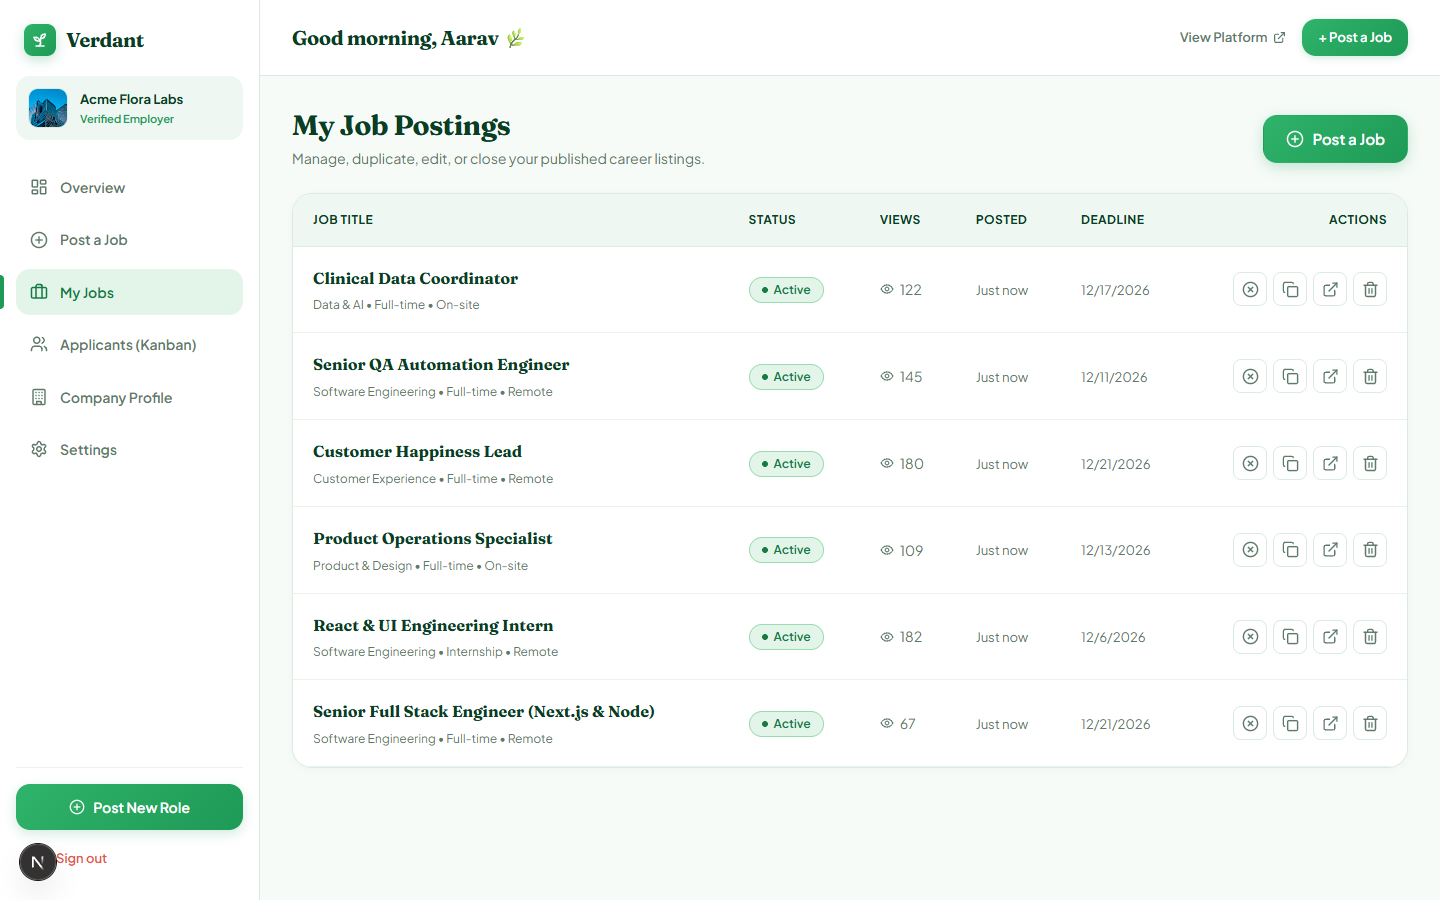 Verdant
Acme Flora Labs
Verified Employer
Overview
Post a Job
My Jobs
Applicants (Kanban)
Company Profile
Settings
Post New Role
N
Sign out
Good morning, Aarav
View Platform
+ Post a Job
My Job Postings
Manage, duplicate, edit, or close your published career listings.
Post a Job
JOB TITLE STATUS VIEWS POSTED DEADLINE ACTIONS
Clinical Data Coordinator
Data & AI • Full-time • On-site
Active 122 Just now 12/17/2026
Senior QA Automation Engineer
Software Engineering • Full-time • Remote
Active 145 Just now 12/11/2026
Customer Happiness Lead
Customer Experience • Full-time • Remote
Active 180 Just now 12/21/2026
Product Operations Specialist
Product & Design • Full-time • On-site
Active 109 Just now 12/13/2026
React & UI Engineering Intern
Software Engineering • Internship • Remote
Active 182 Just now 12/6/2026
Senior Full Stack Engineer (Next.js & Node)
Software Engineering • Full-time • Remote
Active 67 Just now 12/21/2026